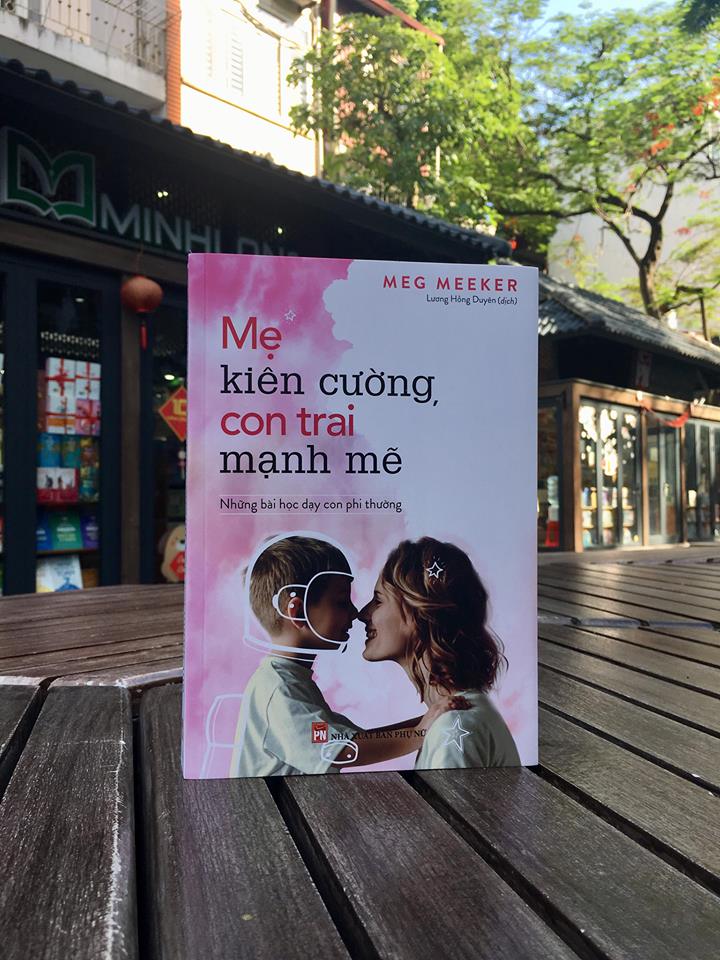 MINH
MEG MEEKER
Lương Hồng Duyên (dịch)
Mẹ
kiên cường,
con trai
mạnh mẽ
Những bài học dạy con phi thường
PN NHÀ XUẤT BẢN PHỤ NỮ